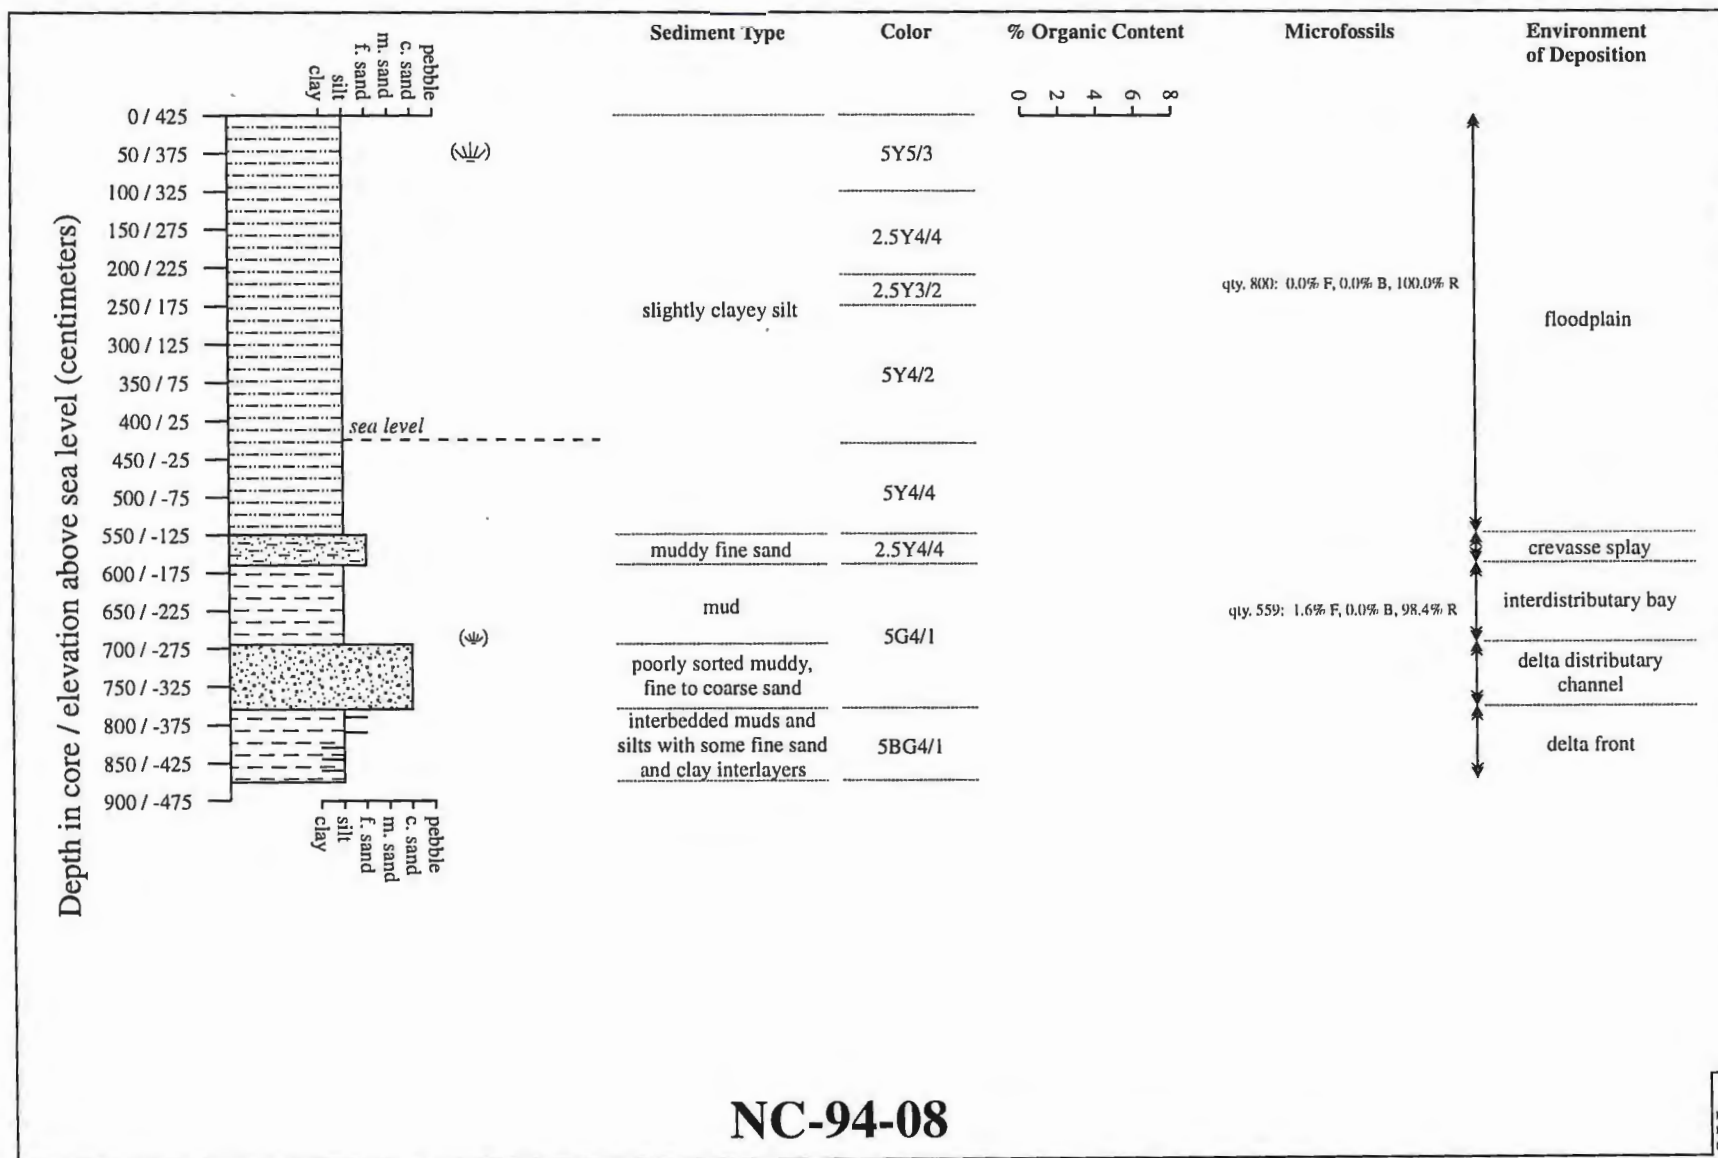 Sediment Type
Color
% Organic Content
Microfossils
Environment
of Deposition
clay
silt
f. sand
m. sand
c. sand
pebble
0 2 4 6 8
Depth in core / elevation above sea level (centimeters)
0 / 425
50 / 375
100 / 325
150 / 275
200 / 225
250 / 175
300 / 125
350 / 75
400 / 25
450 / -25
500 / -75
550 / -125
600 / -175
650 / -225
700 / -275
750 / -325
800 / -375
850 / -425
900 / -475
sea level
slightly clayey silt
muddy fine sand
mud
poorly sorted muddy,
fine to coarse sand
interbedded muds and
silts with some fine sand
and clay interlayers
5Y5/3
2.5Y4/4
2.5Y3/2
5Y4/2
5Y4/4
2.5Y4/4
5G4/1
5BG4/1
qty. 800: 0.0% F, 0.0% B, 100.0% R
qty. 559: 1.6% F, 0.0% B, 98.4% R
floodplain
crevasse splay
interdistributary bay
delta distributary
channel
delta front
clay
silt
f. sand
m. sand
c. sand
pebble
NC-94-08